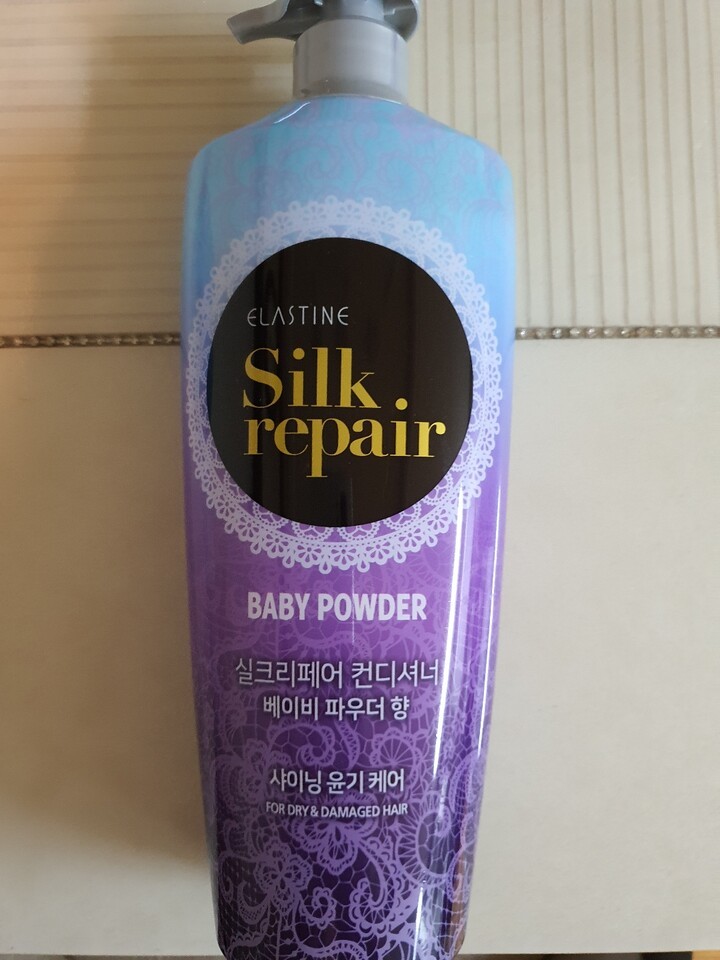 ELASTINE
Silk
repair
BABY POWDER
실크리페어 컨디셔너
베이비 파우더 향
샤이닝 윤기 케어
FOR DRY & DAMAGED HAIR